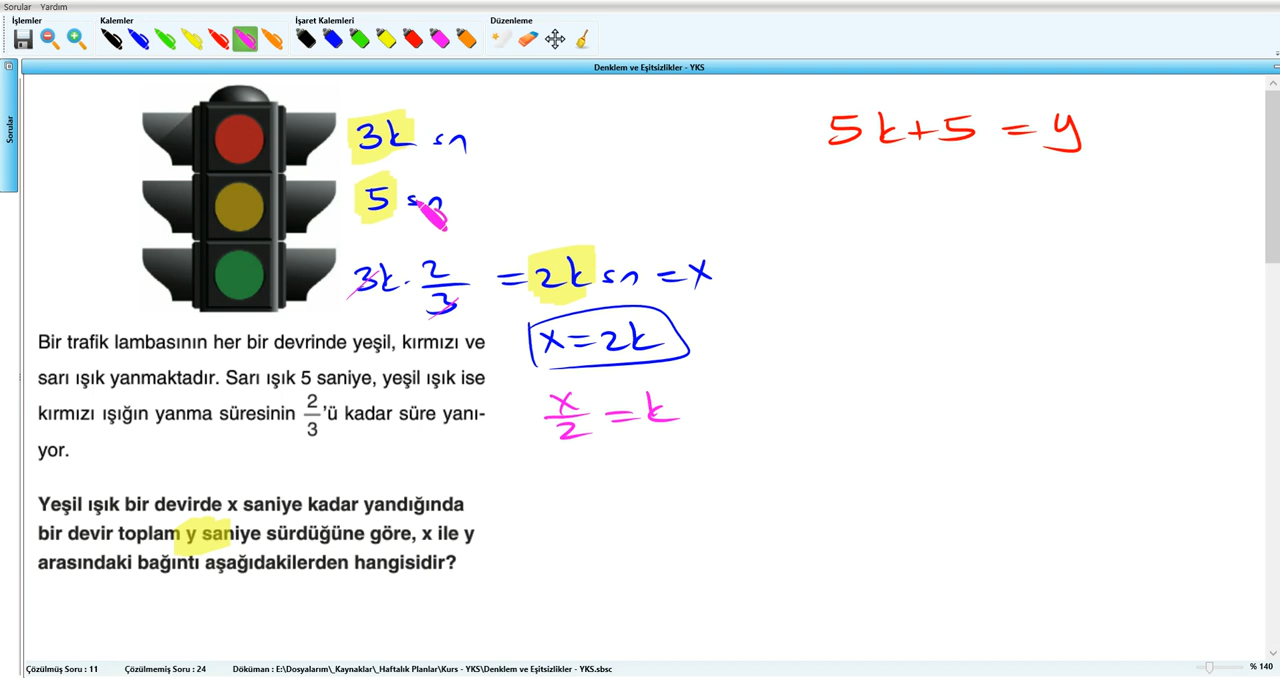 Sorular Yardım
İşlemler Kalemler İşaret Kalemleri Düzenleme
Denklem ve Eşitsizlikler - YKS
Sorular
3k sn
5k+5 = y
5 sn
3k · 2/3 = 2k sn = x
x = 2k
x/2 = k
Bir trafik lambasının her bir devrinde yeşil, kırmızı ve
sarı ışık yanmaktadır. Sarı ışık 5 saniye, yeşil ışık ise
kırmızı ışığın yanma süresinin 2/3 'ü kadar süre yanı-
yor.
Yeşil ışık bir devirde x saniye kadar yandığında
bir devir toplam y saniye sürdüğüne göre, x ile y
arasındaki bağıntı aşağıdakilerden hangisidir?
Çözülmüş Soru : 11 Çözülmemiş Soru : 24 Döküman : E:\Dosyalarım\_Kaynaklar\_Haftalık Planlar\Kurs - YKS\Denklem ve Eşitsizlikler - YKS.sbsc % 140